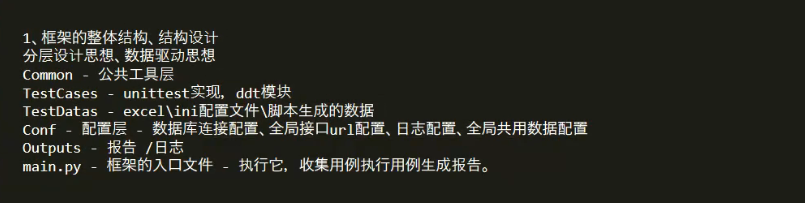 1、框架的整体结构、结构设计
分层设计思想、数据驱动思想
Common - 公共工具层
TestCases - unittest实现, ddt模块
TestDatas - excel\ini配置文件\脚本生成的数据
Conf - 配置层 - 数据库连接配置、全局接口url配置、日志配置、全局共用数据配置
Outputs - 报告 /日志
main.py - 框架的入口文件 - 执行它, 收集用例执行用例生成报告。